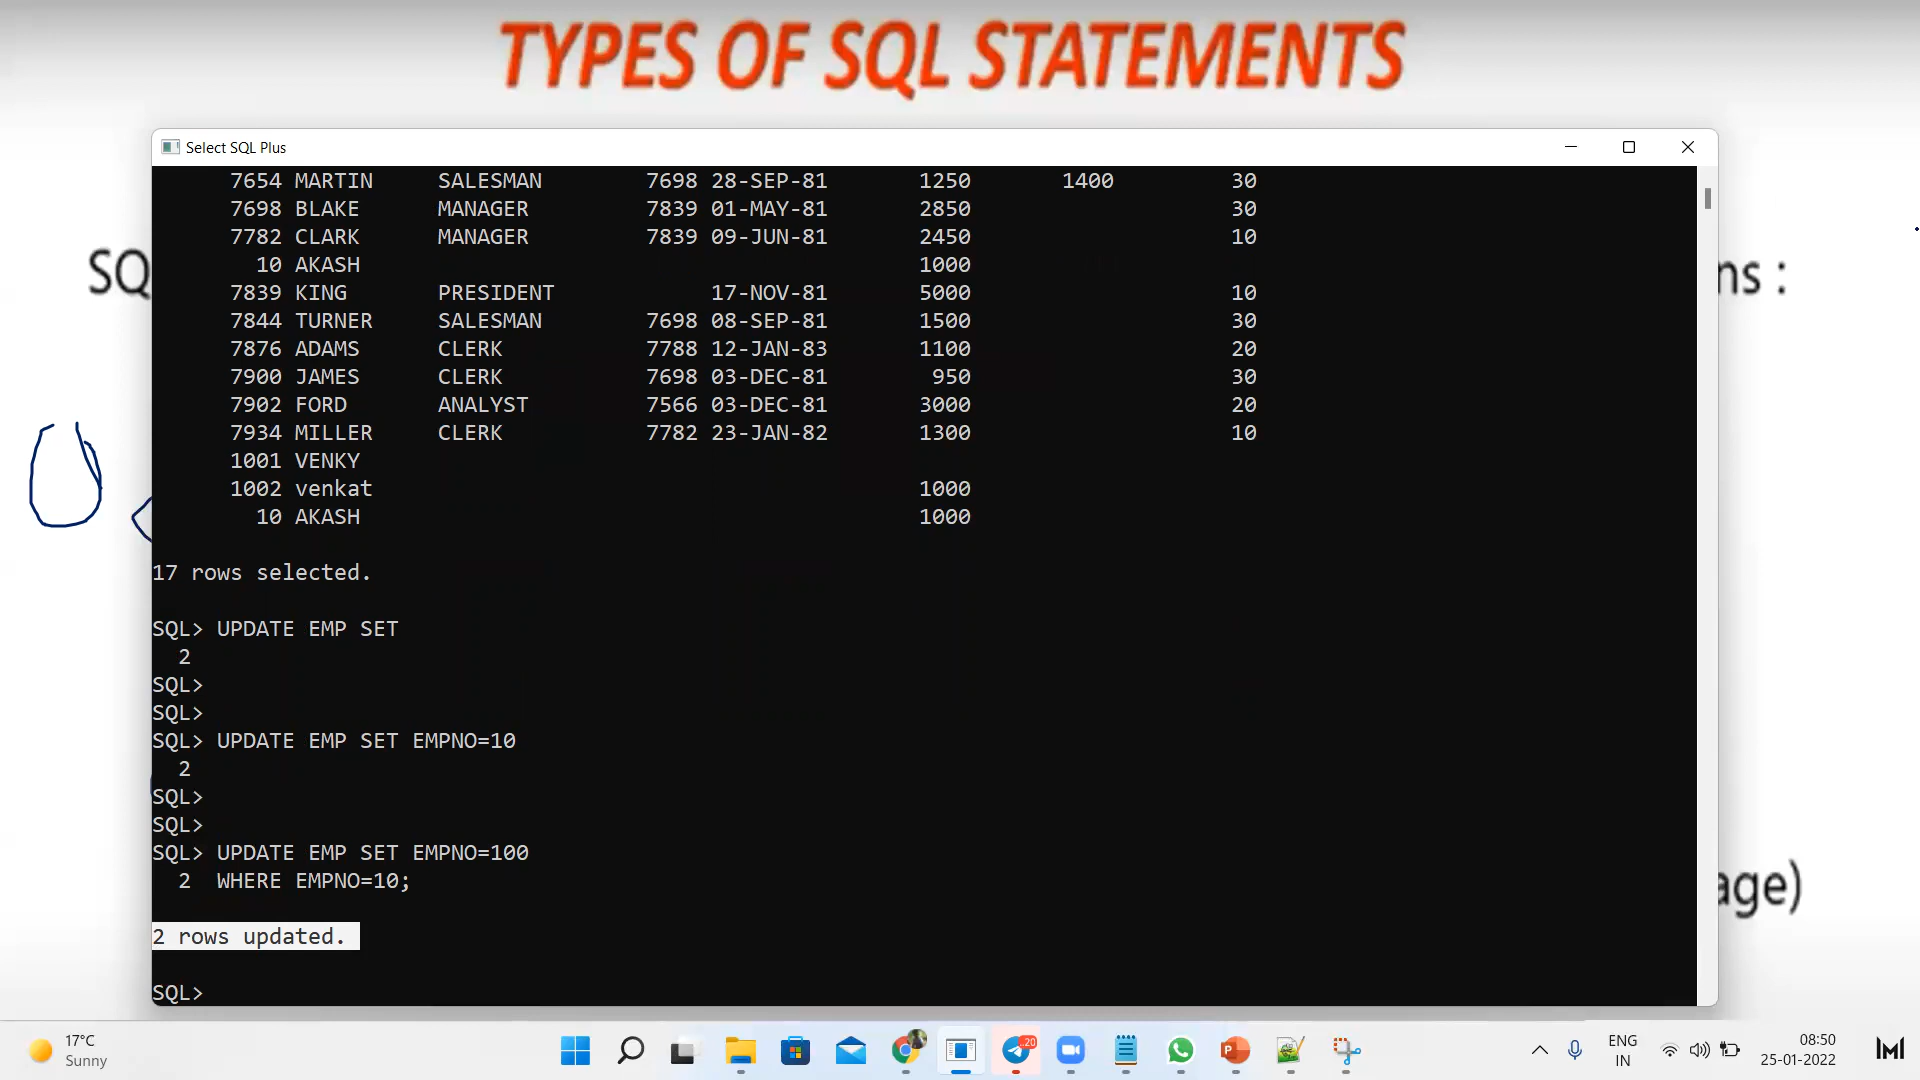 TYPES OF SQL STATEMENTS
Select SQL Plus
7654 MARTIN SALESMAN 7698 28-SEP-81 1250 1400 30
7698 BLAKE MANAGER 7839 01-MAY-81 2850 30
7782 CLARK MANAGER 7839 09-JUN-81 2450 10
10 AKASH 1000
SQ
ns :
7839 KING PRESIDENT 17-NOV-81 5000 10
7844 TURNER SALESMAN 7698 08-SEP-81 1500 30
7876 ADAMS CLERK 7788 12-JAN-83 1100 20
7900 JAMES CLERK 7698 03-DEC-81 950 30
7902 FORD ANALYST 7566 03-DEC-81 3000 20
7934 MILLER CLERK 7782 23-JAN-82 1300 10
1001 VENKY
1002 venkat 1000
10 AKASH 1000
17 rows selected.
SQL> UPDATE EMP SET
2
SQL>
SQL>
SQL> UPDATE EMP SET EMPNO=10
2
SQL>
SQL>
SQL> UPDATE EMP SET EMPNO=100
2 WHERE EMPNO=10;
age)
2 rows updated.
SQL>
17°C
Sunny
20
ENG
IN
08:50
25-01-2022